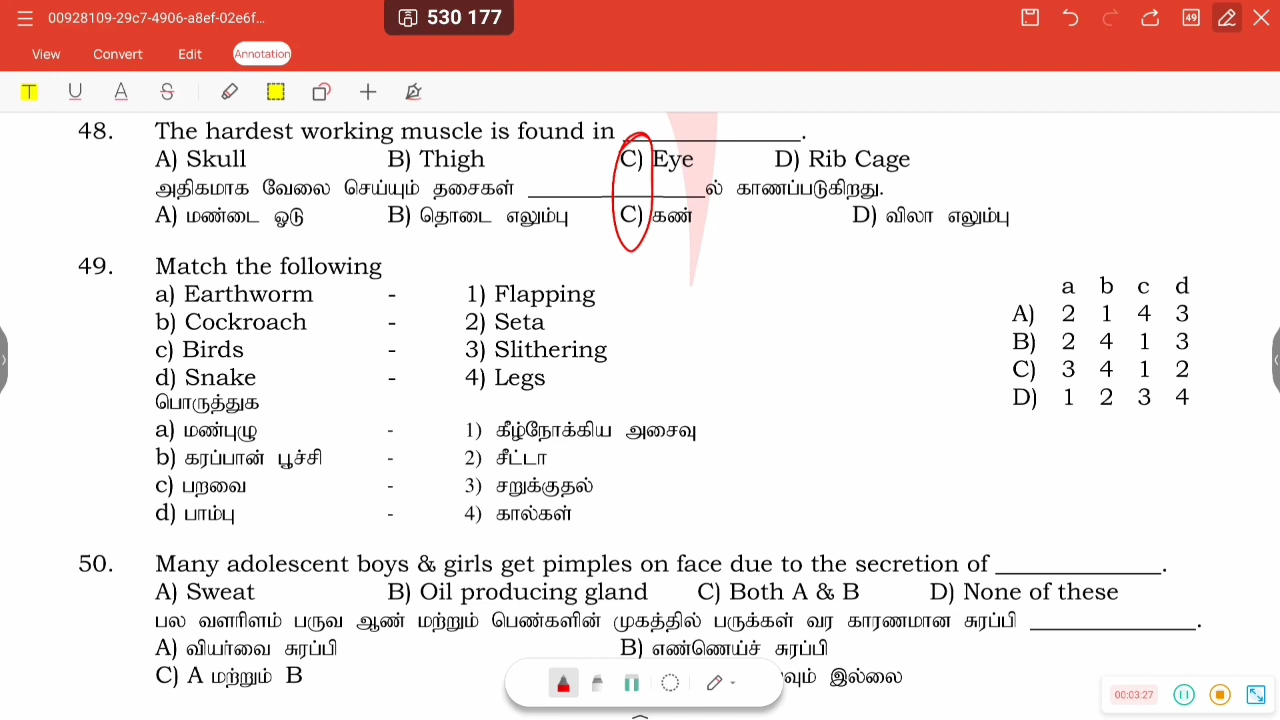 00928109-29c7-4906-a8ef-02e6f...
530 177
49
View Convert Edit Annotation
T U A S
48. The hardest working muscle is found in _____________.
A) Skull B) Thigh C) Eye D) Rib Cage
அதிகமாக வேலை செய்யும் தசைகள் _____________ல் காணப்படுகிறது.
A) மண்டை ஓடு B) தொடை எலும்பு C) கண் D) விலா எலும்பு
49. Match the following
a b c d
a) Earthworm - 1) Flapping
A) 2 1 4 3
b) Cockroach - 2) Seta
B) 2 4 1 3
c) Birds - 3) Slithering
C) 3 4 1 2
d) Snake - 4) Legs
D) 1 2 3 4
பொருத்துக
a) மண்புழு - 1) கீழ்நோக்கிய அசைவு
b) கரப்பான் பூச்சி - 2) சீட்டா
c) பறவை - 3) சறுக்குதல்
d) பாம்பு - 4) கால்கள்
50. Many adolescent boys & girls get pimples on face due to the secretion of ____________.
A) Sweat B) Oil producing gland C) Both A & B D) None of these
பல வளரிளம் பருவ ஆண் மற்றும் பெண்களின் முகத்தில் பருக்கள் வர காரணமான சுரப்பி ____________.
A) வியர்வை சுரப்பி B) எண்ணெய்ச் சுரப்பி
C) A மற்றும் B இல்லை
00:03:27